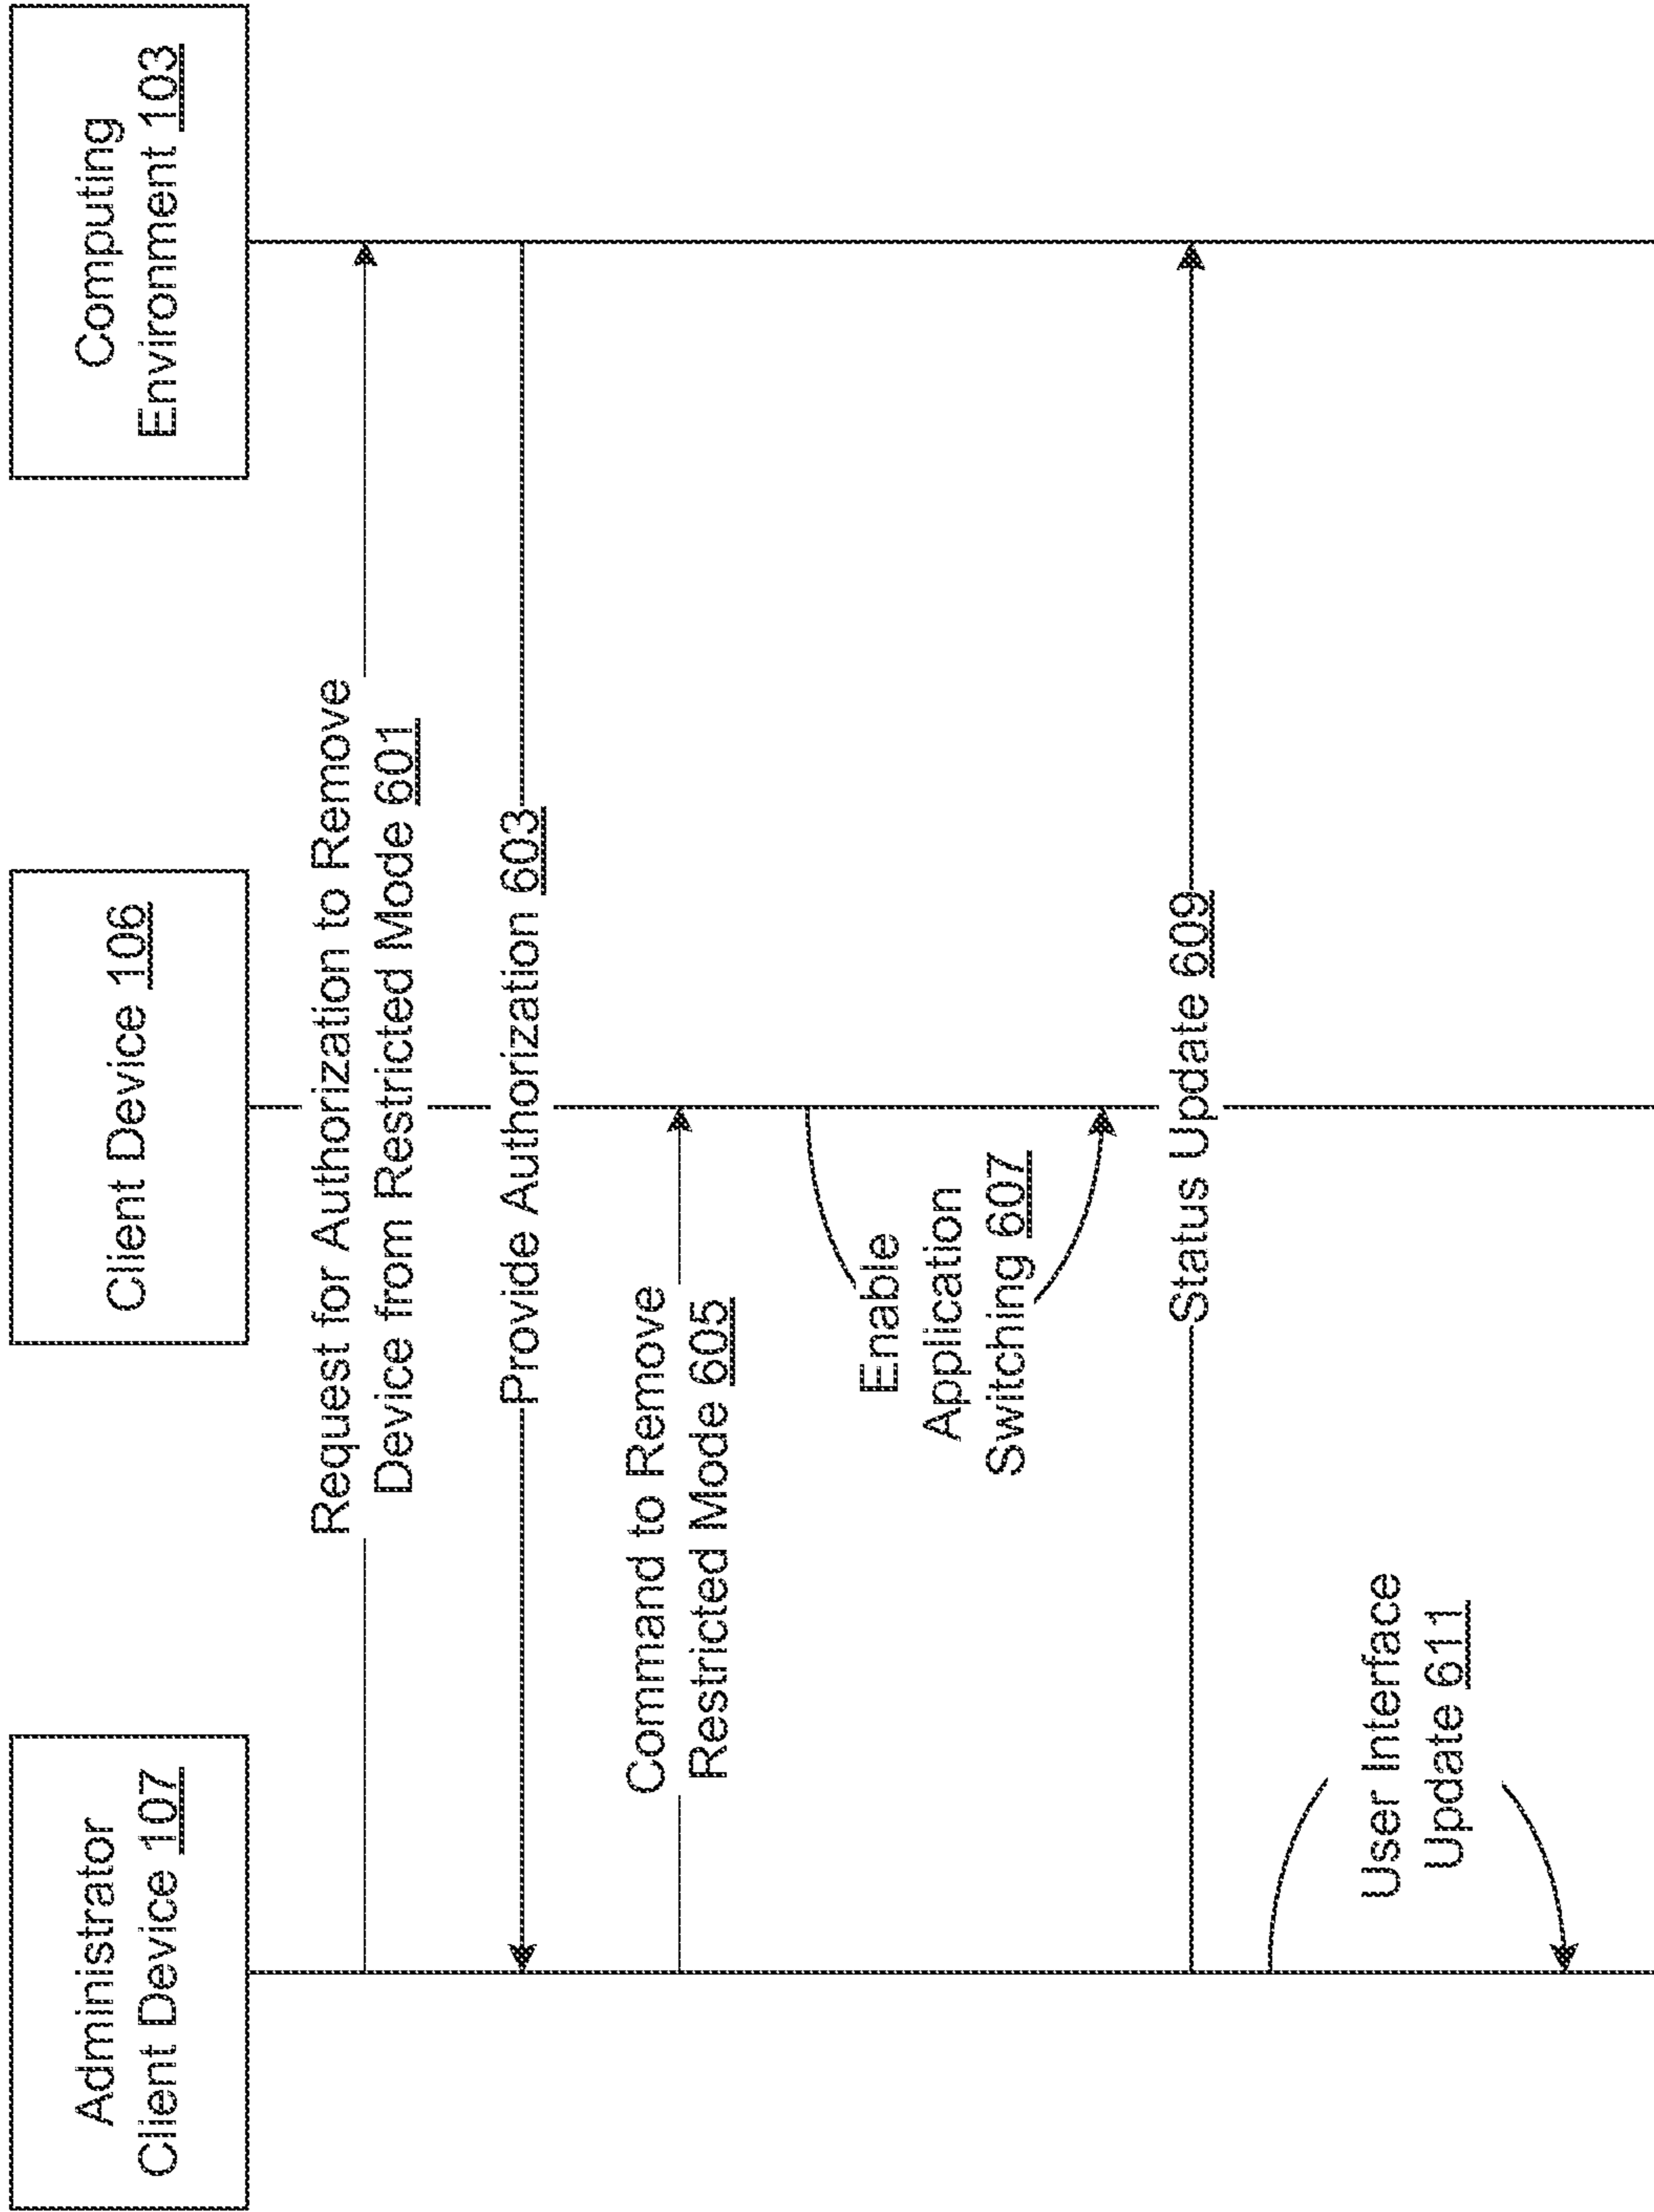 Administrator
Client Device 107
Client Device 106
Computing
Environment 103
Request for Authorization to Remove
Device from Restricted Mode 601
Provide Authorization 603
Command to Remove
Restricted Mode 605
Enable
Application
Switching 607
Status Update 609
User Interface
Update 611